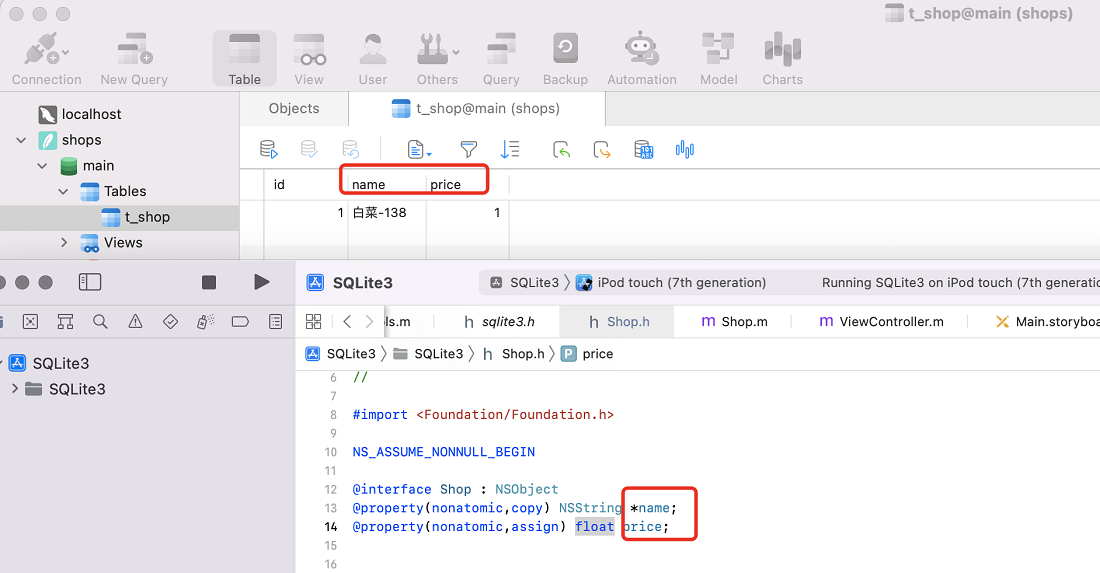 t_shop@main (shops)
Connection New Query Table View User Others Query Backup Automation Model Charts
localhost
shops
main
Tables
t_shop
Views
Objects t_shop@main (shops)
id name price
1 白菜-138 1
SQLite3 SQLite3 〉 iPod touch (7th generation) Running SQLite3 on iPod touch (7th generatio
ls.m sqlite3.h Shop.h Shop.m ViewController.m Main.storyboa
SQLite3
SQLite3
SQLite3 〉 SQLite3 〉 h Shop.h 〉 P price
6 //
7
8 #import <Foundation/Foundation.h>
9
10 NS_ASSUME_NONNULL_BEGIN
11
12 @interface Shop : NSObject
13 @property(nonatomic,copy) NSString *name;
14 @property(nonatomic,assign) float price;
15
16